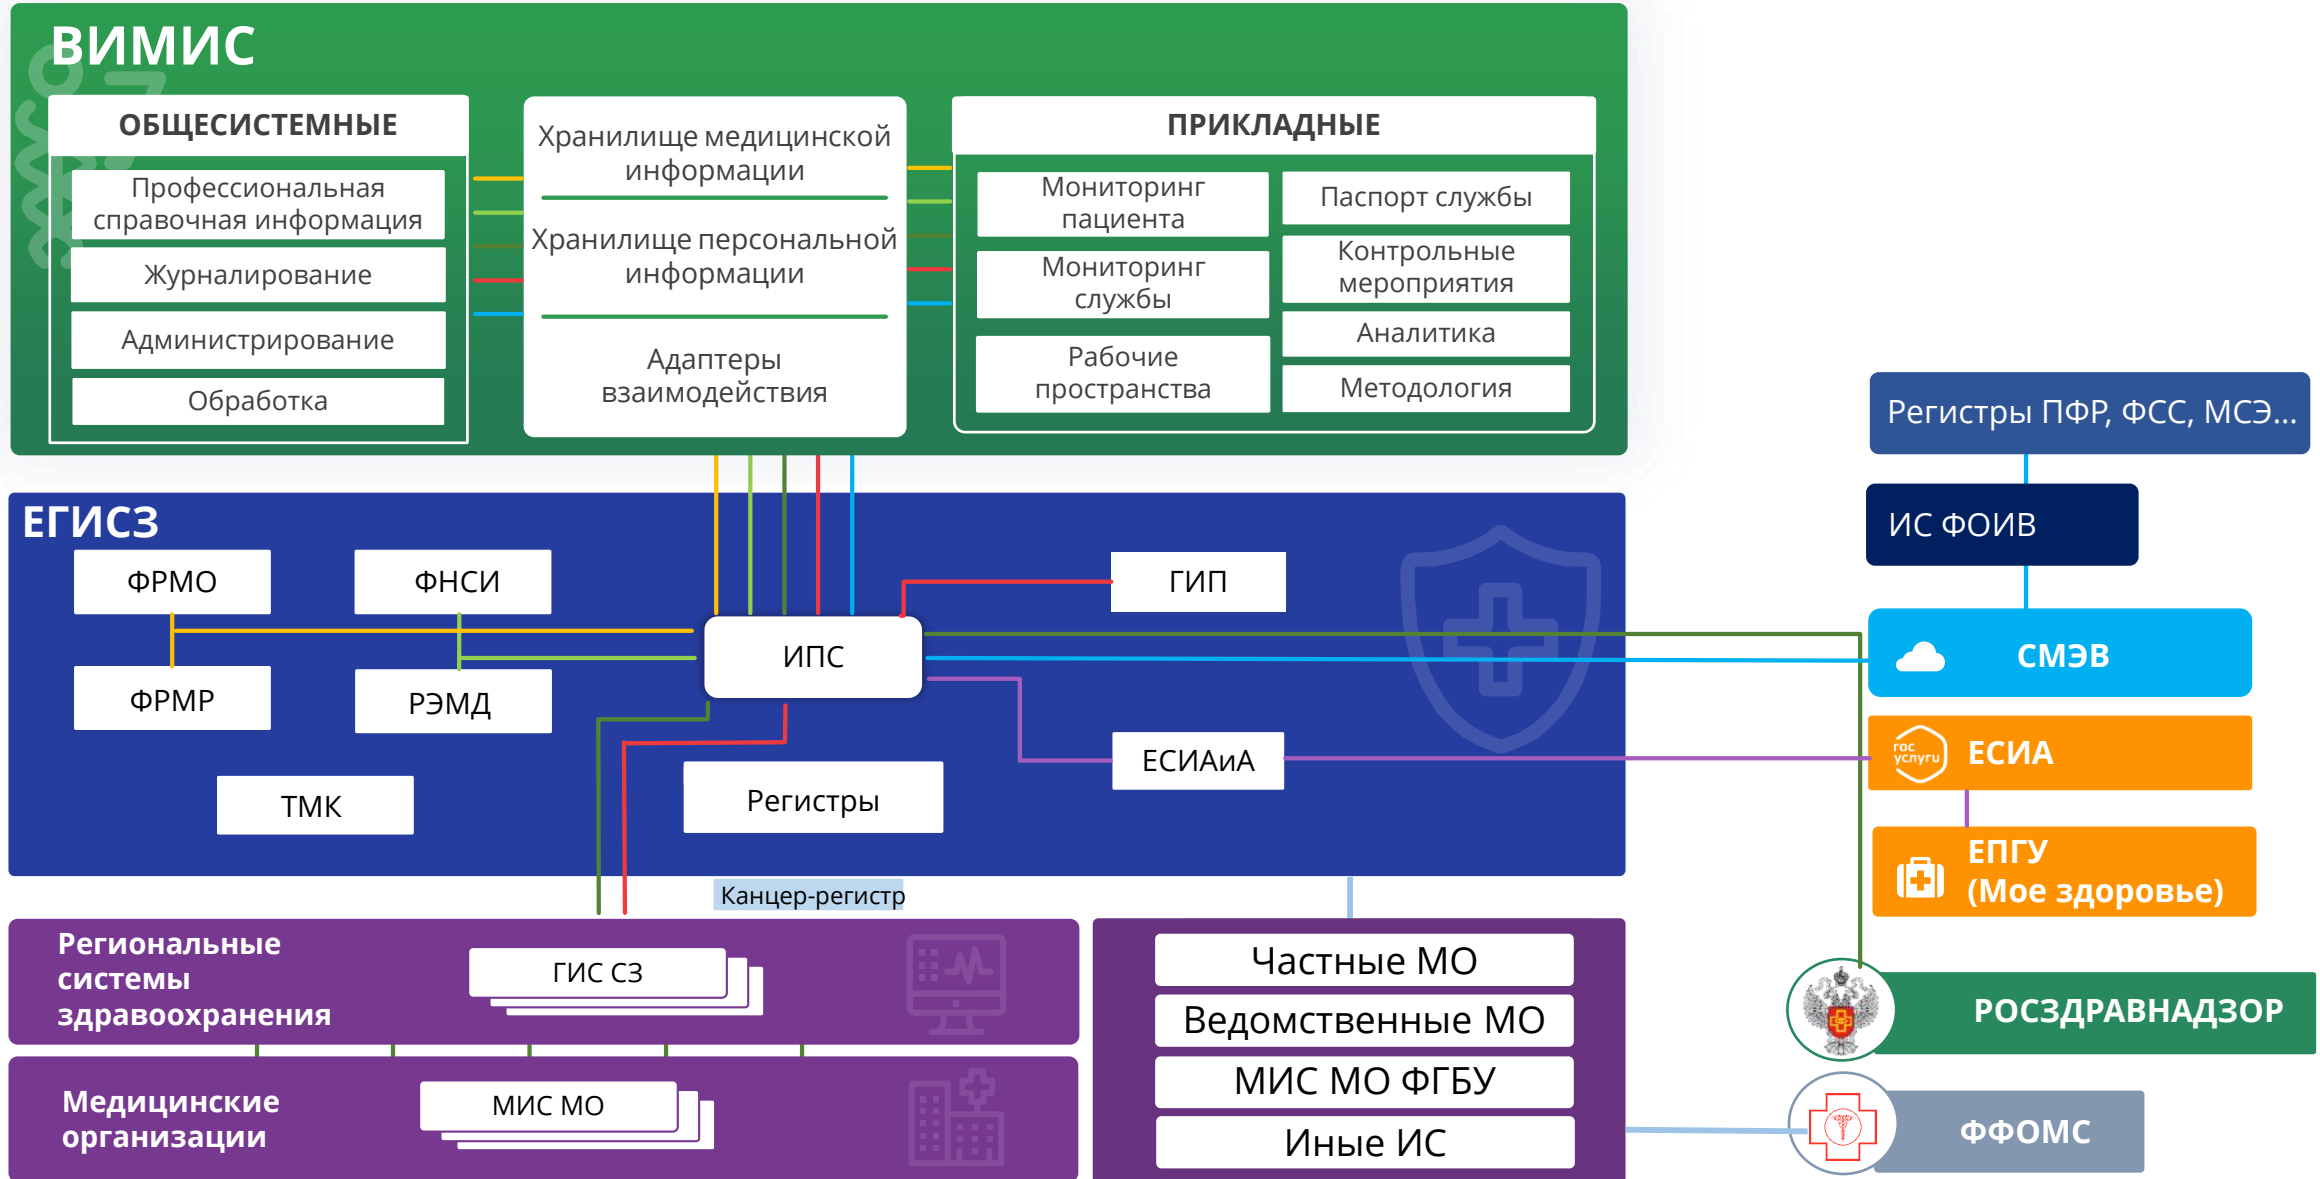 ВИМИС
ОБЩЕСИСТЕМНЫЕ
Профессиональная
справочная информация
Журналирование
Администрирование
Обработка
Хранилище медицинской
информации
Хранилище персональной
информации
Адаптеры
взаимодействия
ПРИКЛАДНЫЕ
Мониторинг
пациента
Мониторинг
службы
Рабочие
пространства
Паспорт службы
Контрольные
мероприятия
Аналитика
Методология
ЕГИСЗ
ФРМО
ФНСИ
ГИП
ИПС
ФРМР
РЭМД
ЕСИАиА
ТМК
Регистры
Канцер-регистр
Региональные
системы
здравоохранения
ГИС СЗ
Медицинские
организации
МИС МО
Частные МО
Ведомственные МО
МИС МО ФГБУ
Иные ИС
Регистры ПФР, ФСС, МСЭ...
ИС ФОИВ
СМЭВ
гос
услуги
ЕСИА
ЕПГУ
(Мое здоровье)
РОСЗДРАВНАДЗОР
ФФОМС